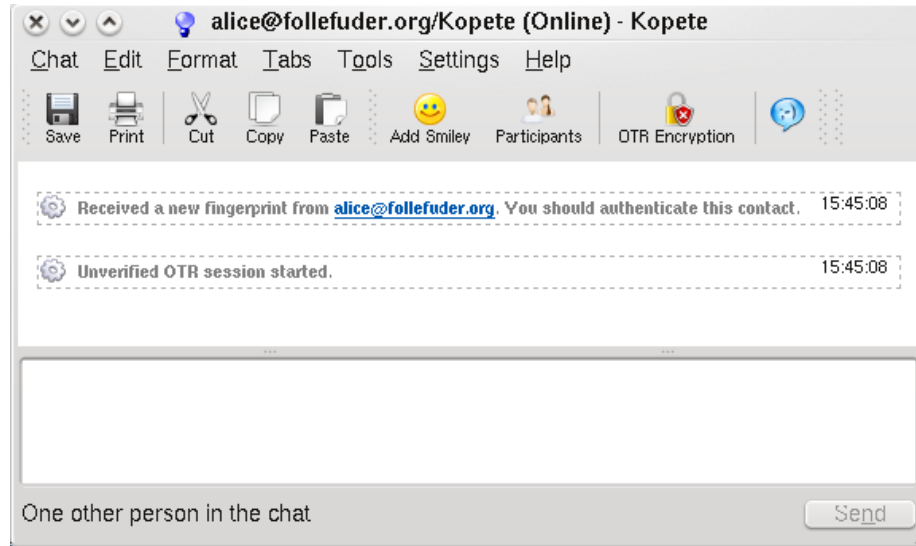 alice@follefuder.org/Kopete (Online) - Kopete
Chat Edit Format Tabs Tools Settings Help
Save Print Cut Copy Paste Add Smiley Participants OTR Encryption
Received a new fingerprint from alice@follefuder.org. You should authenticate this contact. 15:45:08
Unverified OTR session started. 15:45:08
One other person in the chat Send